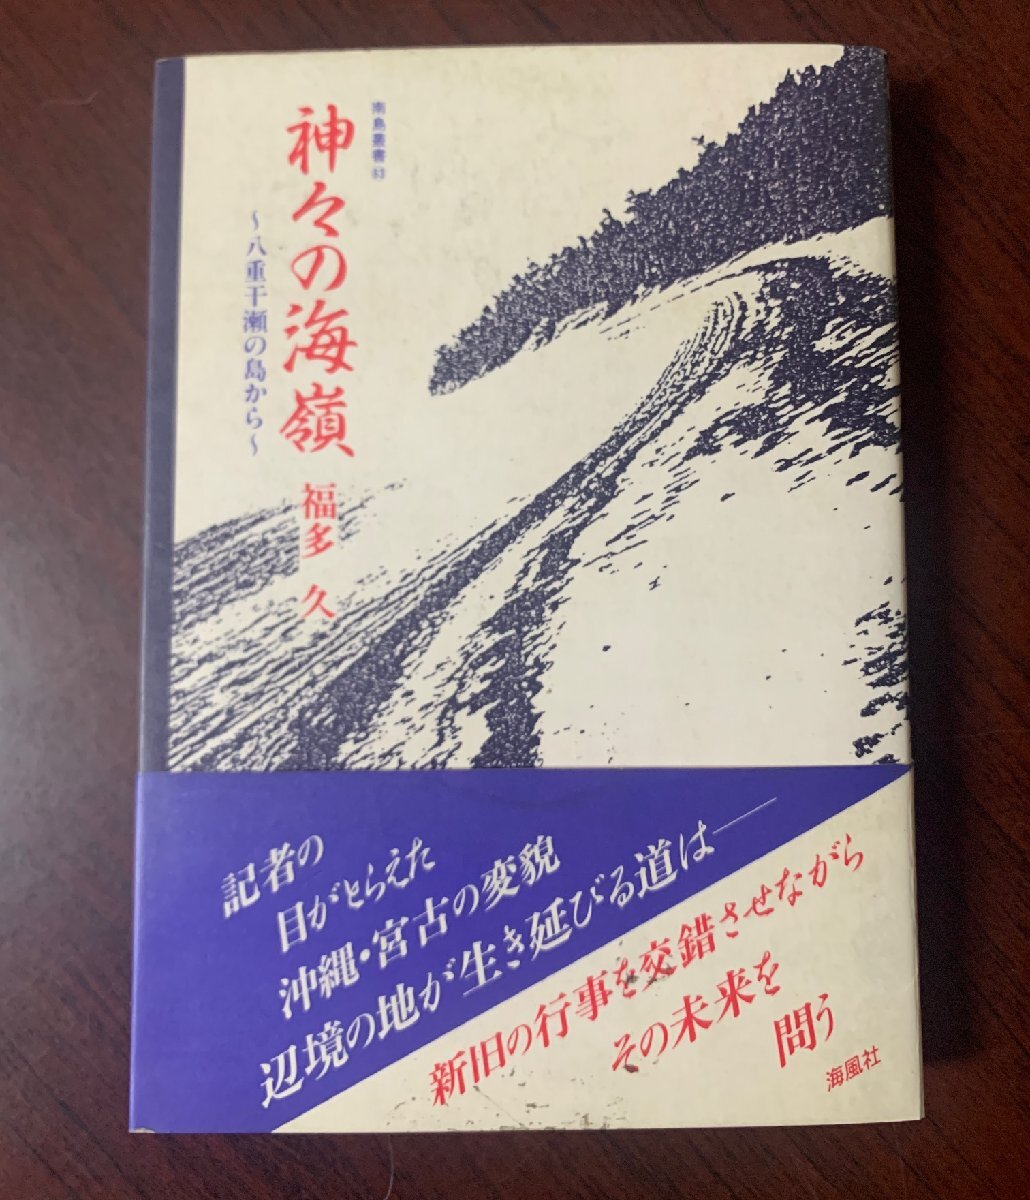 南島叢書63
神々の海嶺
〜八重干瀬の島から〜
福多 久
記者の
目がとらえた
沖縄・宮古の変貌
辺境の地が生き延びる道は──
新旧の行事を交錯させながら
その未来を
問う
海風社